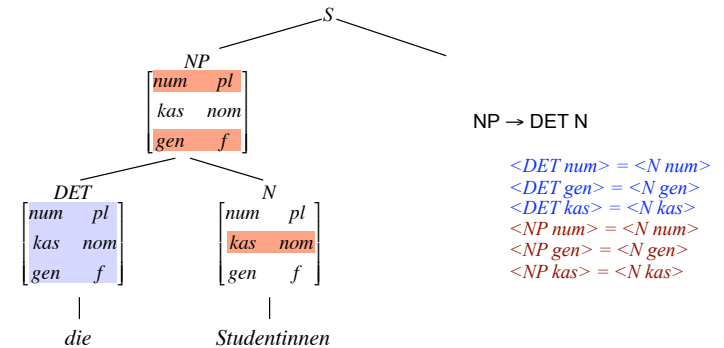 S
NP
num pl
kas nom
gen f
NP → DET N
<DET num> = <N num>
<DET gen> = <N gen>
<DET kas> = <N kas>
<NP num> = <N num>
<NP gen> = <N gen>
<NP kas> = <N kas>
DET
num pl
kas nom
gen f
N
num pl
kas nom
gen f
die
Studentinnen